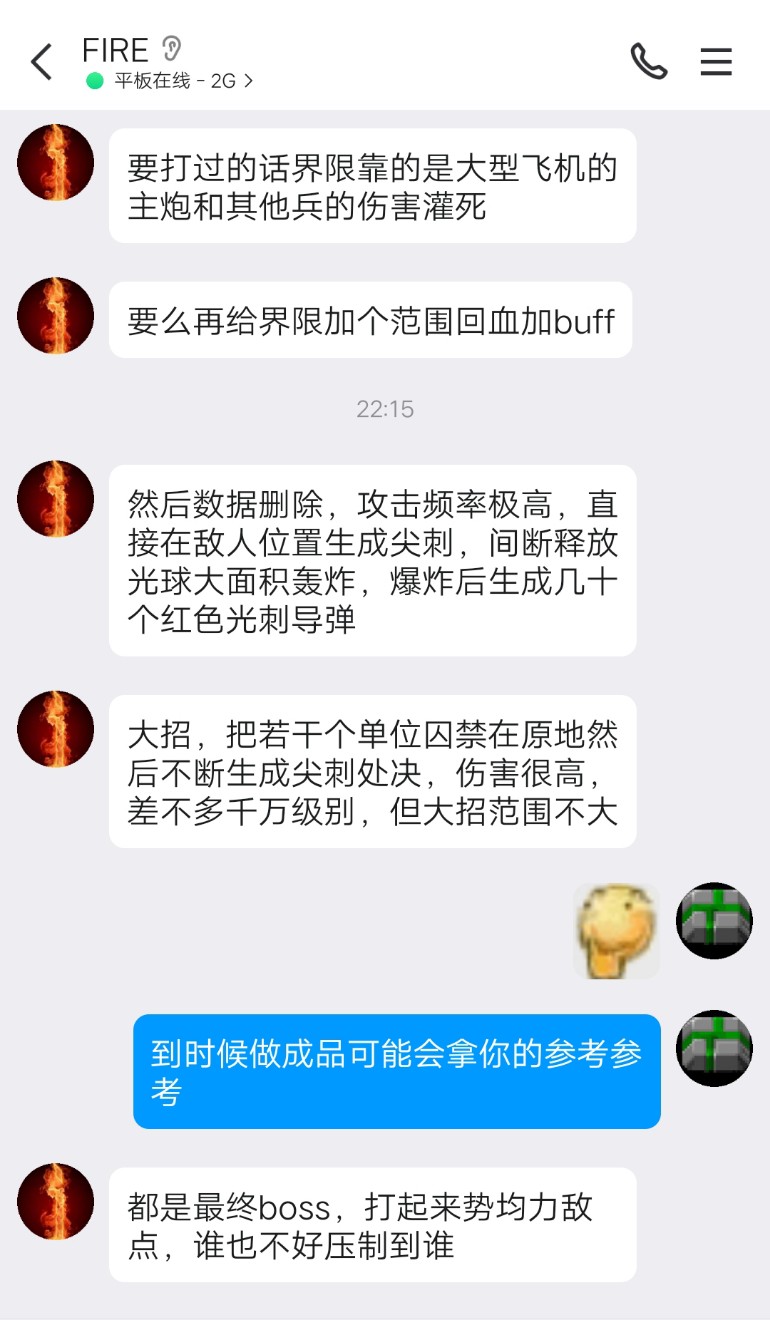 FIRE
平板在线 - 2G
要打过的话界限靠的是大型飞机的
主炮和其他兵的伤害灌死
要么再给界限加个范围回血加buff
22:15
然后数据删除，攻击频率极高，直
接在敌人位置生成尖刺，间断释放
光球大面积轰炸，爆炸后生成几十
个红色光刺导弹
大招，把若干个单位囚禁在原地然
后不断生成尖刺处决，伤害很高，
差不多千万级别，但大招范围不大
到时候做成品可能会拿你的参考参
考
都是最终boss，打起来势均力敌
点，谁也不好压制到谁